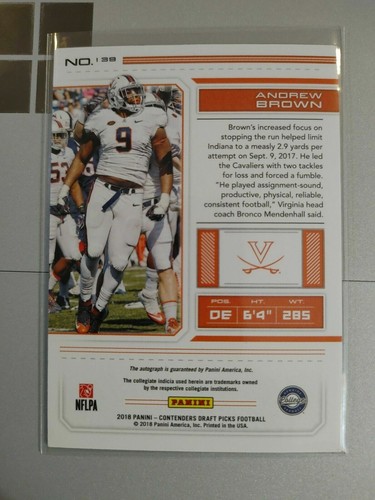 NO. 138
ANDREW
BROWN
Brown's increased focus on
stopping the run helped limit
Indiana to a measly 2.9 yards per
attempt on Sept. 9, 2017. He led
the Cavaliers with two tackles
for loss and forced a fumble.
"He played assignment-sound,
productive, physical, reliable,
consistent football," Virginia head
coach Bronco Mendenhall said.
V
POS. HT. WT.
DE 6'4" 285
9
53
The autograph is guaranteed by Panini America, Inc.
The collegiate indicia used herein are trademarks owned
by the respective collegiate institutions.
NFLPA
PANINI
2018 PANINI - CONTENDERS DRAFT PICKS FOOTBALL
© 2018 Panini America, Inc. Printed in the USA.